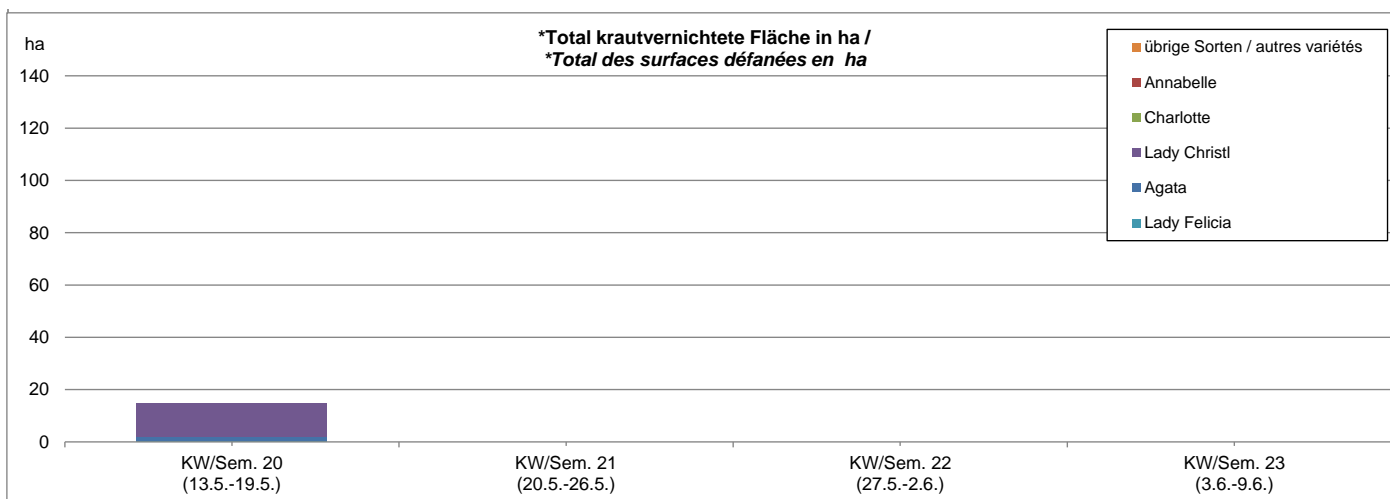 *Total krautvernichtete Fläche in ha /
*Total des surfaces défanées en ha
ha
140
120
100
80
60
40
20
0
übrige Sorten / autres variétés
Annabelle
Charlotte
Lady Christl
Agata
Lady Felicia
KW/Sem. 20
(13.5.-19.5.)
KW/Sem. 21
(20.5.-26.5.)
KW/Sem. 22
(27.5.-2.6.)
KW/Sem. 23
(3.6.-9.6.)